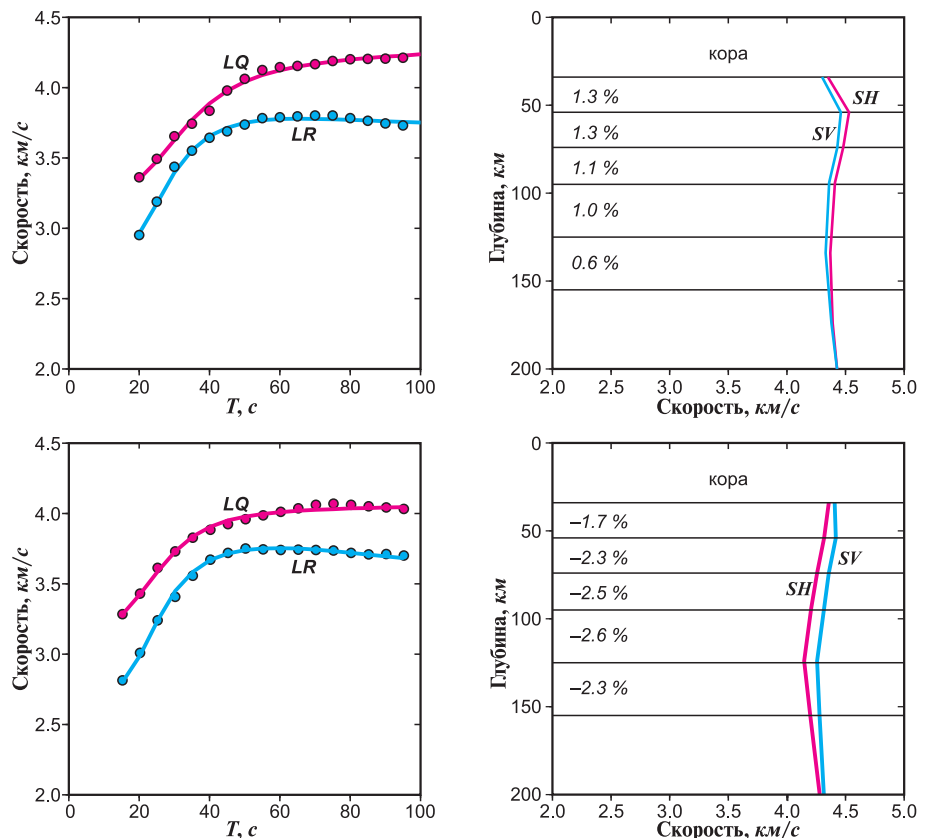 4.5
4.0
3.5
3.0
2.5
2.0
Скорость, км/с
LQ
LR
0 20 40 60 80 100
T, с
0
50
100
150
200
Глубина, км
кора
1.3 %
1.3 %
1.1 %
1.0 %
0.6 %
SH
SV
2.0 2.5 3.0 3.5 4.0 4.5 5.0
Скорость, км/с
4.5
4.0
3.5
3.0
2.5
2.0
Скорость, км/с
LQ
LR
0 20 40 60 80 100
T, с
0
50
100
150
200
Глубина, км
кора
–1.7 %
–2.3 %
–2.5 %
–2.6 %
–2.3 %
SV
SH
2.0 2.5 3.0 3.5 4.0 4.5 5.0
Скорость, км/с